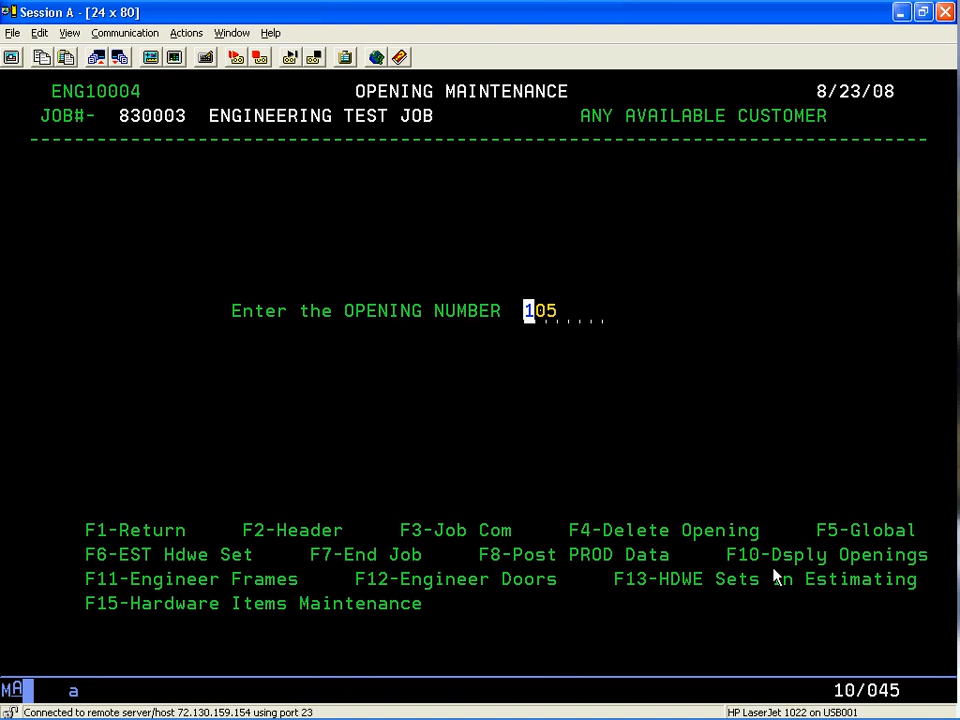 Session A - [24 x 80]
File Edit View Communication Actions Window Help
ENG10004 OPENING MAINTENANCE 8/23/08
JOB#- 830003 ENGINEERING TEST JOB ANY AVAILABLE CUSTOMER
Enter the OPENING NUMBER 105
F1-Return F2-Header F3-Job Com F4-Delete Opening F5-Global
F6-EST Hdwe Set F7-End Job F8-Post PROD Data F10-Dsply Openings
F11-Engineer Frames F12-Engineer Doors F13-HDWE Sets in Estimating
F15-Hardware Items Maintenance
MA a 10/045
Connected to remote server/host 72.130.159.154 using port 23 HP LaserJet 1022 on USB001